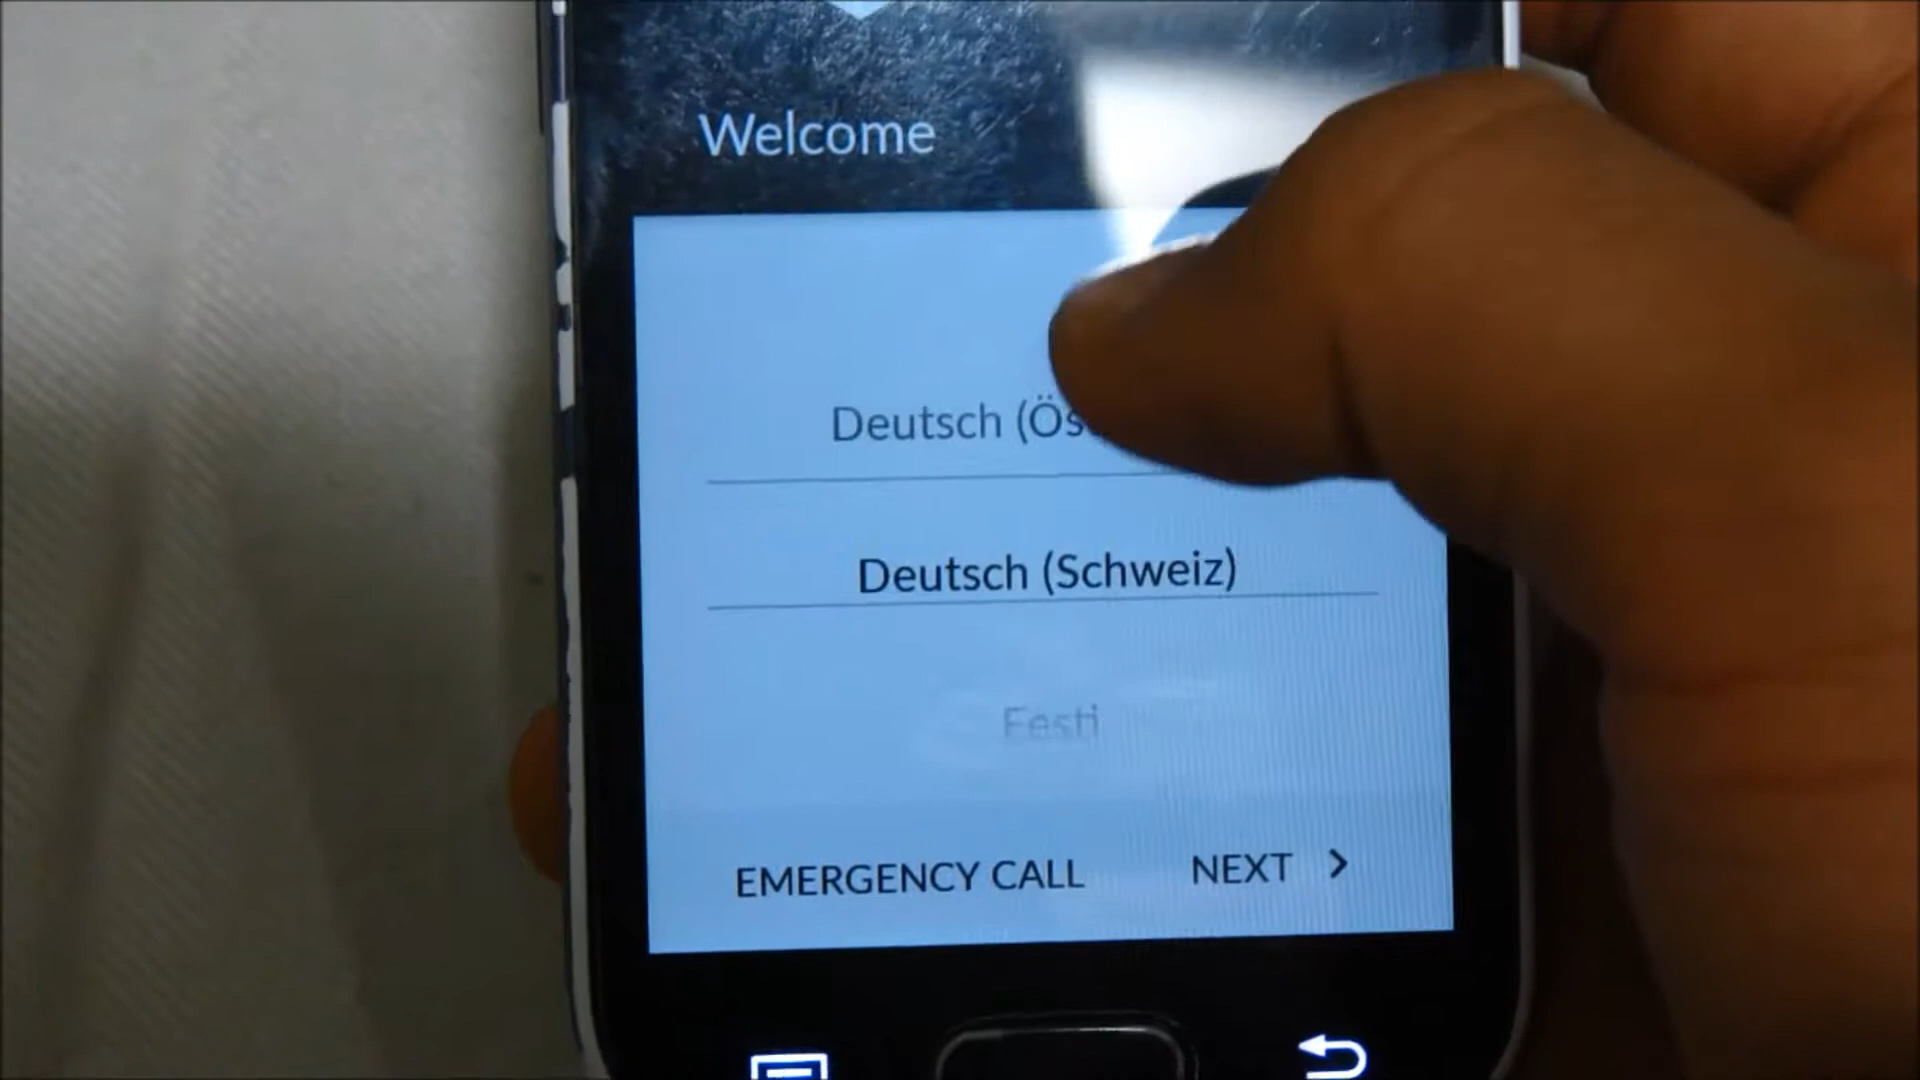 Welcome
Deutsch (Ös
Deutsch (Schweiz)
Eesti
EMERGENCY CALL
NEXT